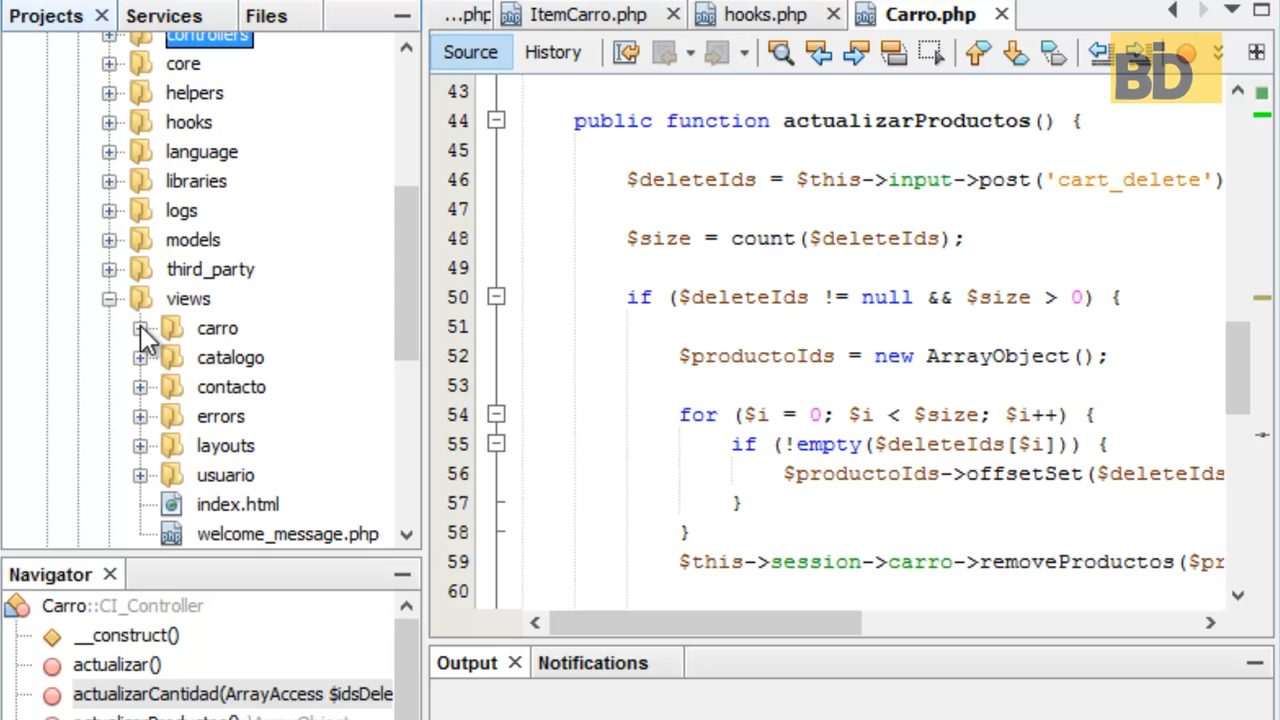 Projects
Services
Files
...php
ItemCarro.php
hooks.php
Carro.php
controllers
core
helpers
hooks
language
libraries
logs
models
third_party
views
carro
catalogo
contacto
errors
layouts
usuario
index.html
welcome_message.php
Source
History
BD
43
44 public function actualizarProductos() {
45
46 $deleteIds = $this->input->post('cart_delete')
47
48 $size = count($deleteIds);
49
50 if ($deleteIds != null && $size > 0) {
51
52 $productoIds = new ArrayObject();
53
54 for ($i = 0; $i < $size; $i++) {
55 if (!empty($deleteIds[$i])) {
56 $productoIds->offsetSet($deleteIds
57 }
58 }
59 $this->session->carro->removeProductos($pr
60
Navigator
Carro::CI_Controller
__construct()
actualizar()
actualizarCantidad(ArrayAccess $idsDele
Output
Notifications